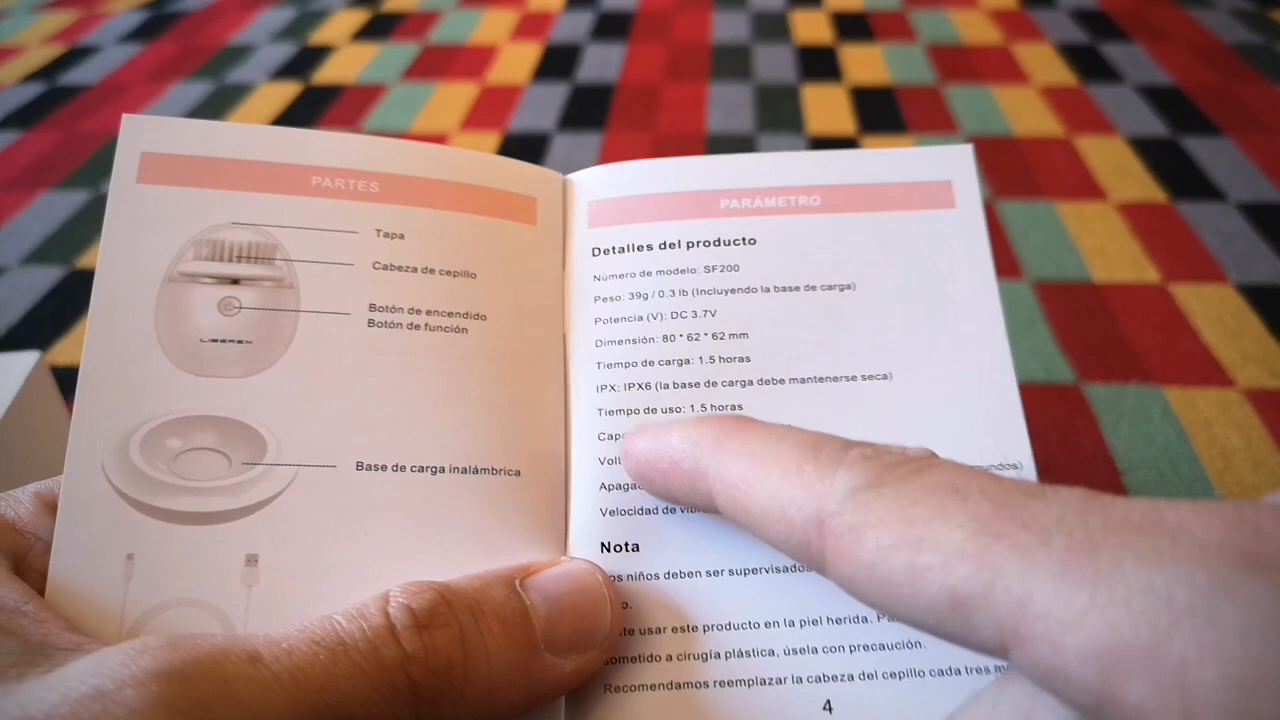 PARTES
Tapa
Cabeza de cepillo
Botón de encendido
Botón de función
LIBEREX
Base de carga inalámbrica
PARÁMETRO
Detalles del producto
Número de modelo: SF200
Peso: 39g / 0.3 lb (Incluyendo la base de carga)
Potencia (V): DC 3.7V
Dimensión: 80 * 62 * 62 mm
Tiempo de carga: 1.5 horas
IPX: IPX6 (la base de carga debe mantenerse seca)
Tiempo de uso: 1.5 horas
Velocidad de
Nota
niños deben ser supervisados
usar este producto en la piel herida.
sometido a cirugía plástica, úsela con precaución.
Recomendamos reemplazar la cabeza del cepillo cada tres
4